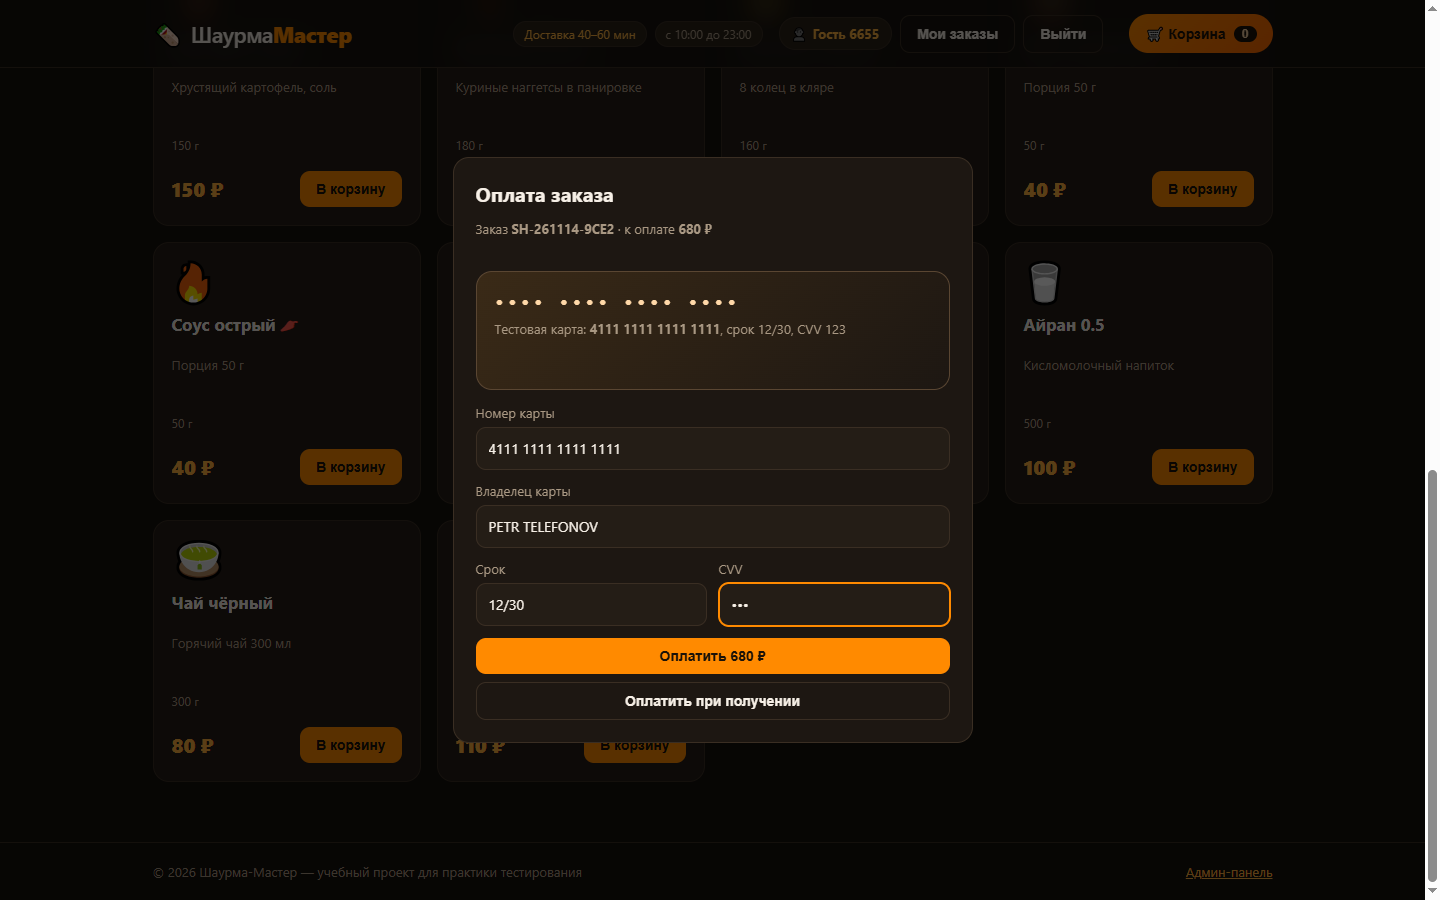 ШаурмаМастер
Доставка 40–60 мин
с 10:00 до 23:00
Гость 6655
Мои заказы
Выйти
Корзина 0
Хрустящий картофель, соль
Куриные наггетсы в панировке
8 колец в кляре
Порция 50 г
150 г
180 г
160 г
50 г
150 ₽
В корзину
40 ₽
В корзину
Оплата заказа
Заказ SH-261114-9CE2 · к оплате 680 ₽
•••• •••• •••• ••••
Тестовая карта: 4111 1111 1111 1111, срок 12/30, CVV 123
Номер карты
4111 1111 1111 1111
Владелец карты
PETR TELEFONOV
Срок
CVV
12/30
•••
Оплатить 680 ₽
Оплатить при получении
Соус острый
Порция 50 г
50 г
40 ₽
В корзину
Айран 0.5
Кисломолочный напиток
500 г
100 ₽
В корзину
Чай чёрный
Горячий чай 300 мл
300 г
80 ₽
В корзину
110 ₽
В корзину
© 2026 Шаурма-Мастер — учебный проект для практики тестирования
Админ-панель